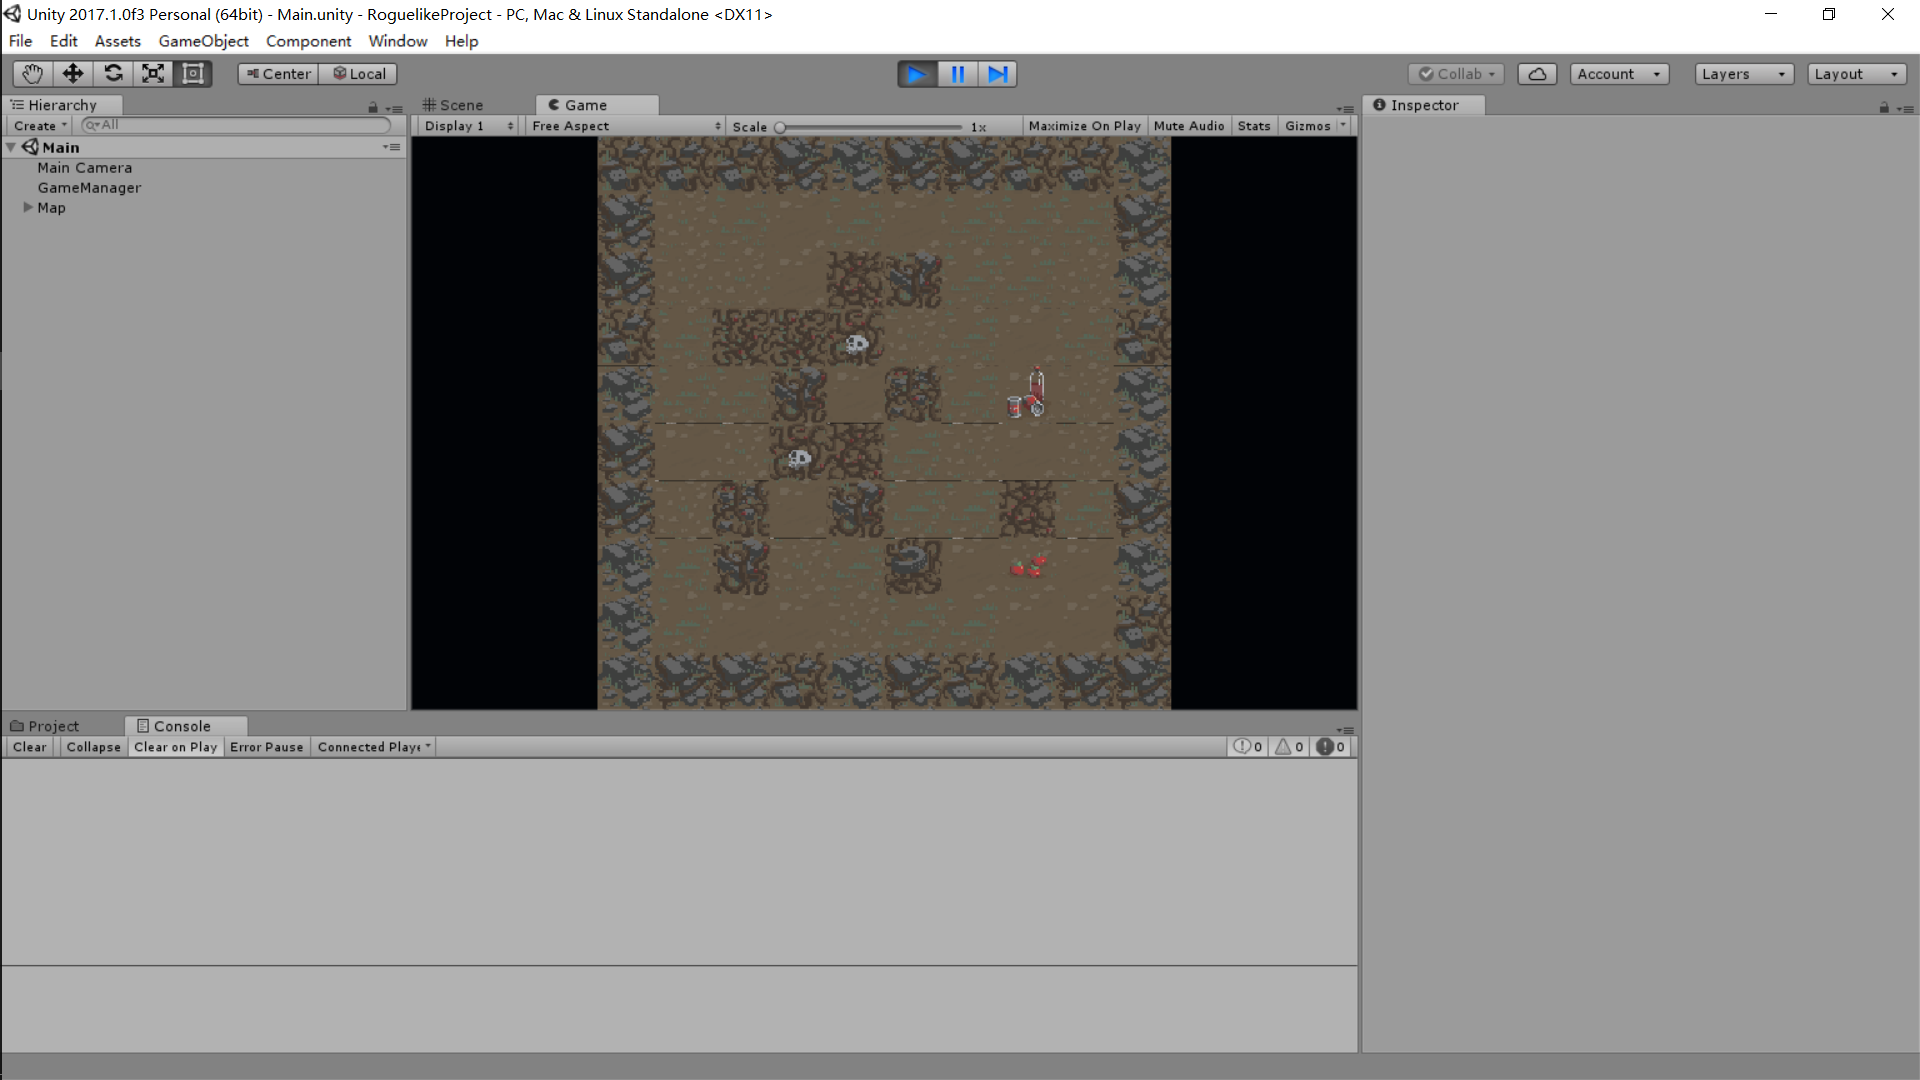 Unity 2017.1.0f3 Personal (64bit) - Main.unity - RoguelikeProject - PC, Mac & Linux Standalone <DX11>
File Edit Assets GameObject Component Window Help
Center Local Collab Account Layers Layout
Hierarchy Scene Game Inspector
Create All Display 1 Free Aspect Scale 1x Maximize On Play Mute Audio Stats Gizmos
Main
Main Camera
GameManager
Map
Project Console
Clear Collapse Clear on Play Error Pause Connected Playe 0 0 0